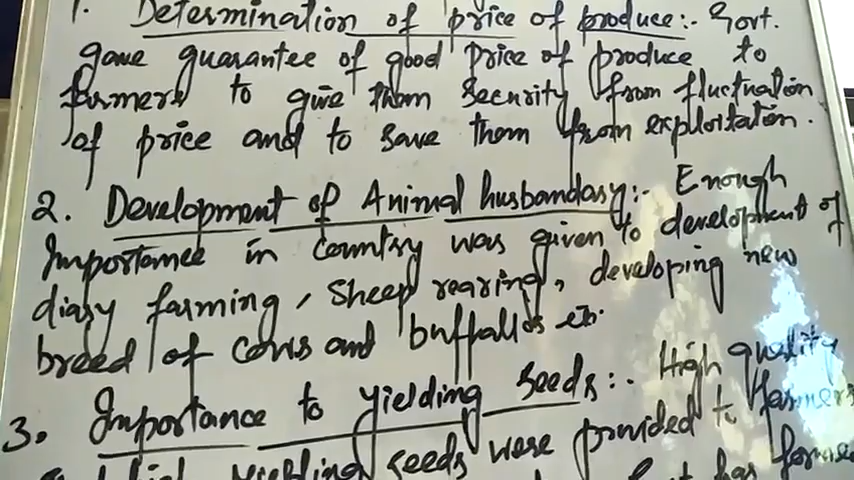 1. Determination of price of produce:- Govt.
gave guarantee of good price of produce to
farmers to give them security from fluctuation
of price and to save them from exploitation.
2. Development of Animal husbandary:- Enough
Importance in country was given to development of
diary farming, sheep rearing, developing new
breed of cows and buffallos etc.
3. Importance to yielding seeds:- High quality
yielding seeds were provided to farmers
has